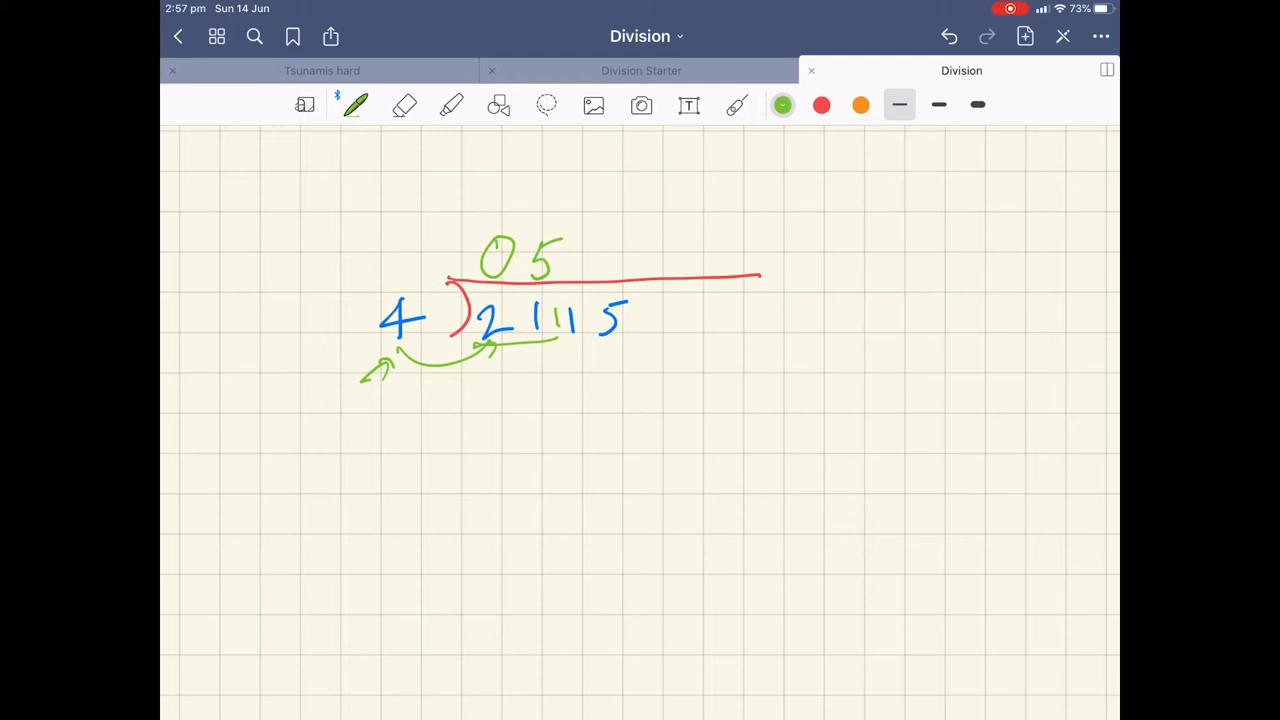 2:57 pm Sun 14 Jun 73%
Division
Tsunamis hard Division Starter Division
T
0 5
4 ) 2 1 1 1 5